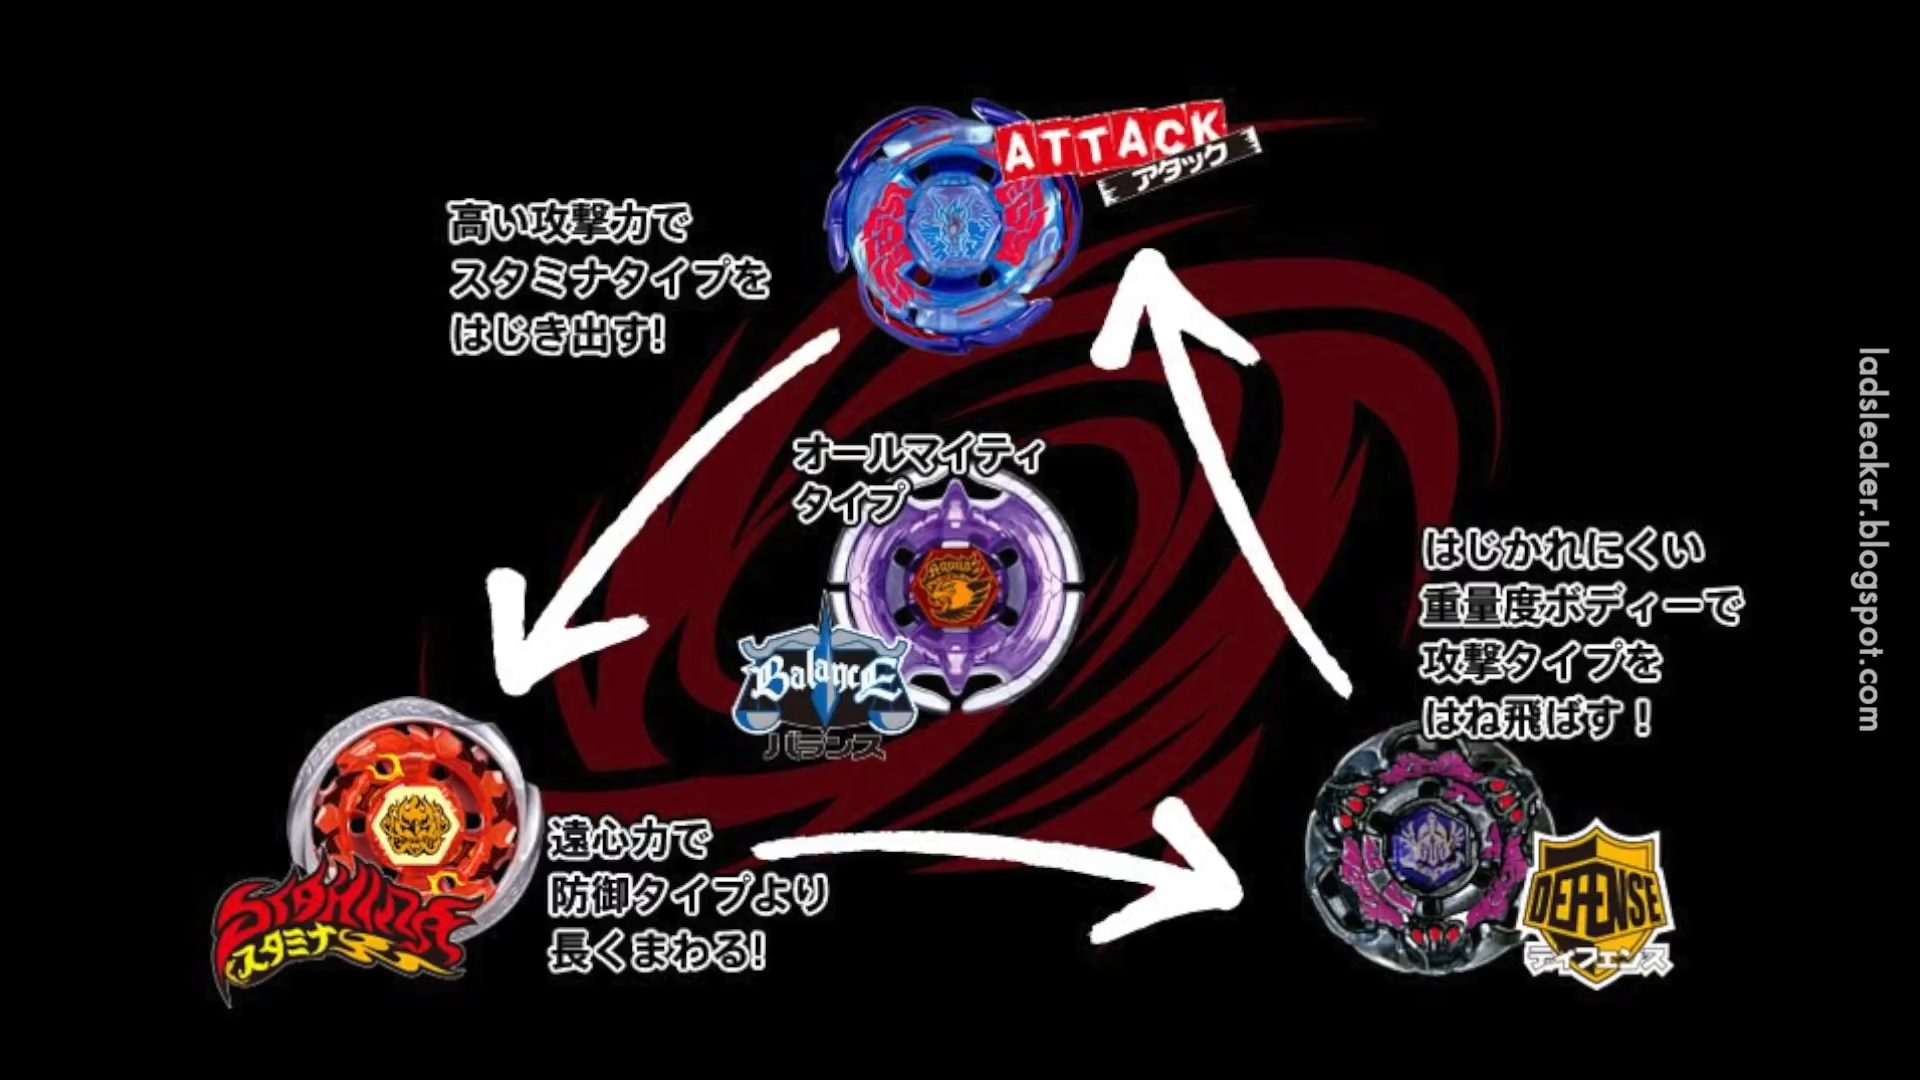 ATTACK
アタック
高い攻撃力で
スタミナタイプを
はじき出す!
オールマイティ
タイプ
Aquila
Balance
バランス
はじかれにくい
重量度ボディーで
攻撃タイプを
はね飛ばす！
DEFENSE
ディフェンス
STAMINA
スタミナ
遠心力で
防御タイプより
長くまわる!
ladsleaker.blogspot.com